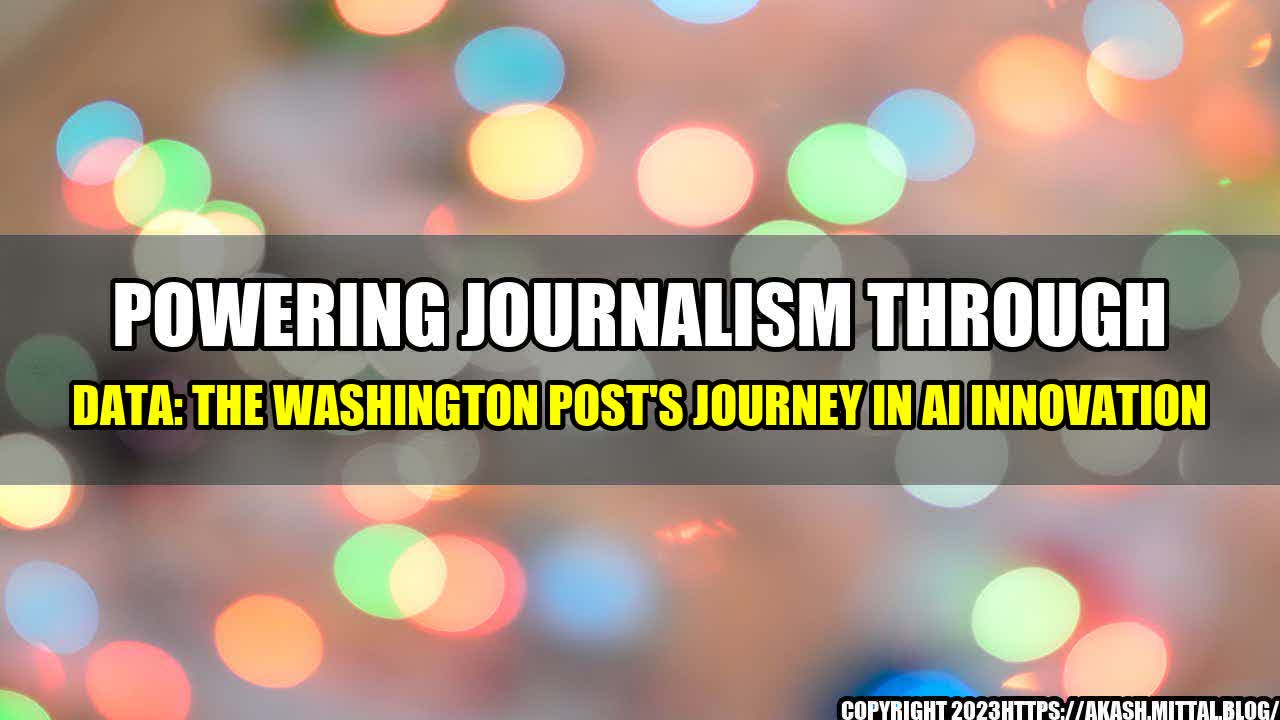 POWERING JOURNALISM THROUGH
DATA: THE WASHINGTON POST'S JOURNEY IN AI INNOVATION
COPYRIGHT 2023HTTPS://AKASH.MITTAL.BLOG/